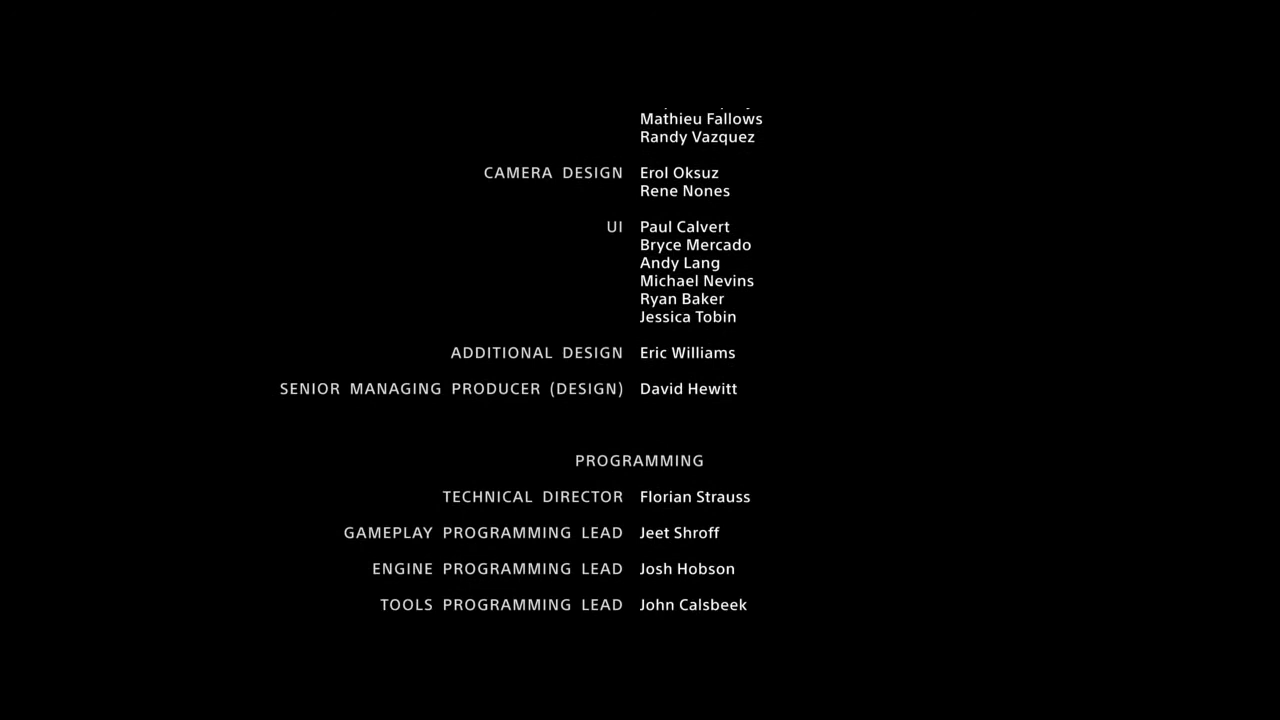 Mathieu Fallows
Randy Vazquez
CAMERA DESIGN Erol Oksuz
Rene Nones
UI Paul Calvert
Bryce Mercado
Andy Lang
Michael Nevins
Ryan Baker
Jessica Tobin
ADDITIONAL DESIGN Eric Williams
SENIOR MANAGING PRODUCER (DESIGN) David Hewitt
PROGRAMMING
TECHNICAL DIRECTOR Florian Strauss
GAMEPLAY PROGRAMMING LEAD Jeet Shroff
ENGINE PROGRAMMING LEAD Josh Hobson
TOOLS PROGRAMMING LEAD John Calsbeek